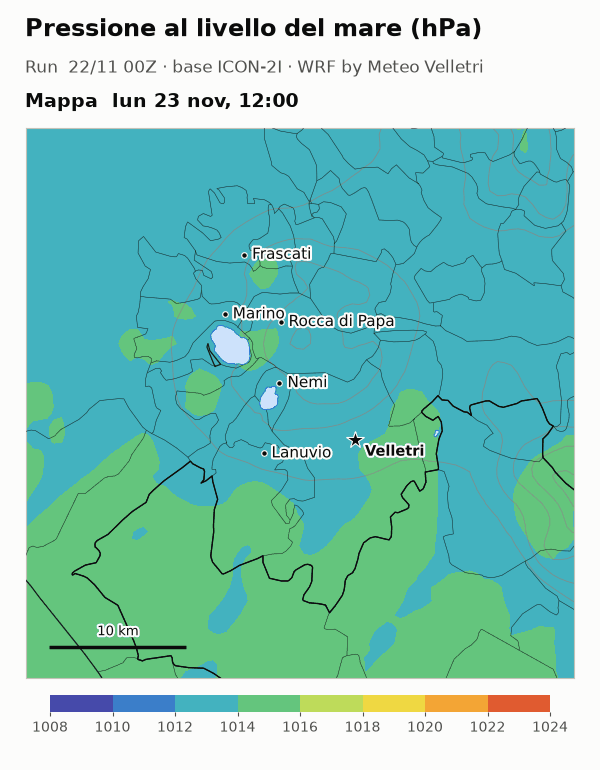 Pressione al livello del mare (hPa)
Run  22/11 00Z · base ICON-2I · WRF by Meteo Velletri
Mappa  lun 23 nov, 12:00
Frascati
Marino
Rocca di Papa
Nemi
Velletri
Lanuvio
10 km
1008 1010 1012 1014 1016 1018 1020 1022 1024